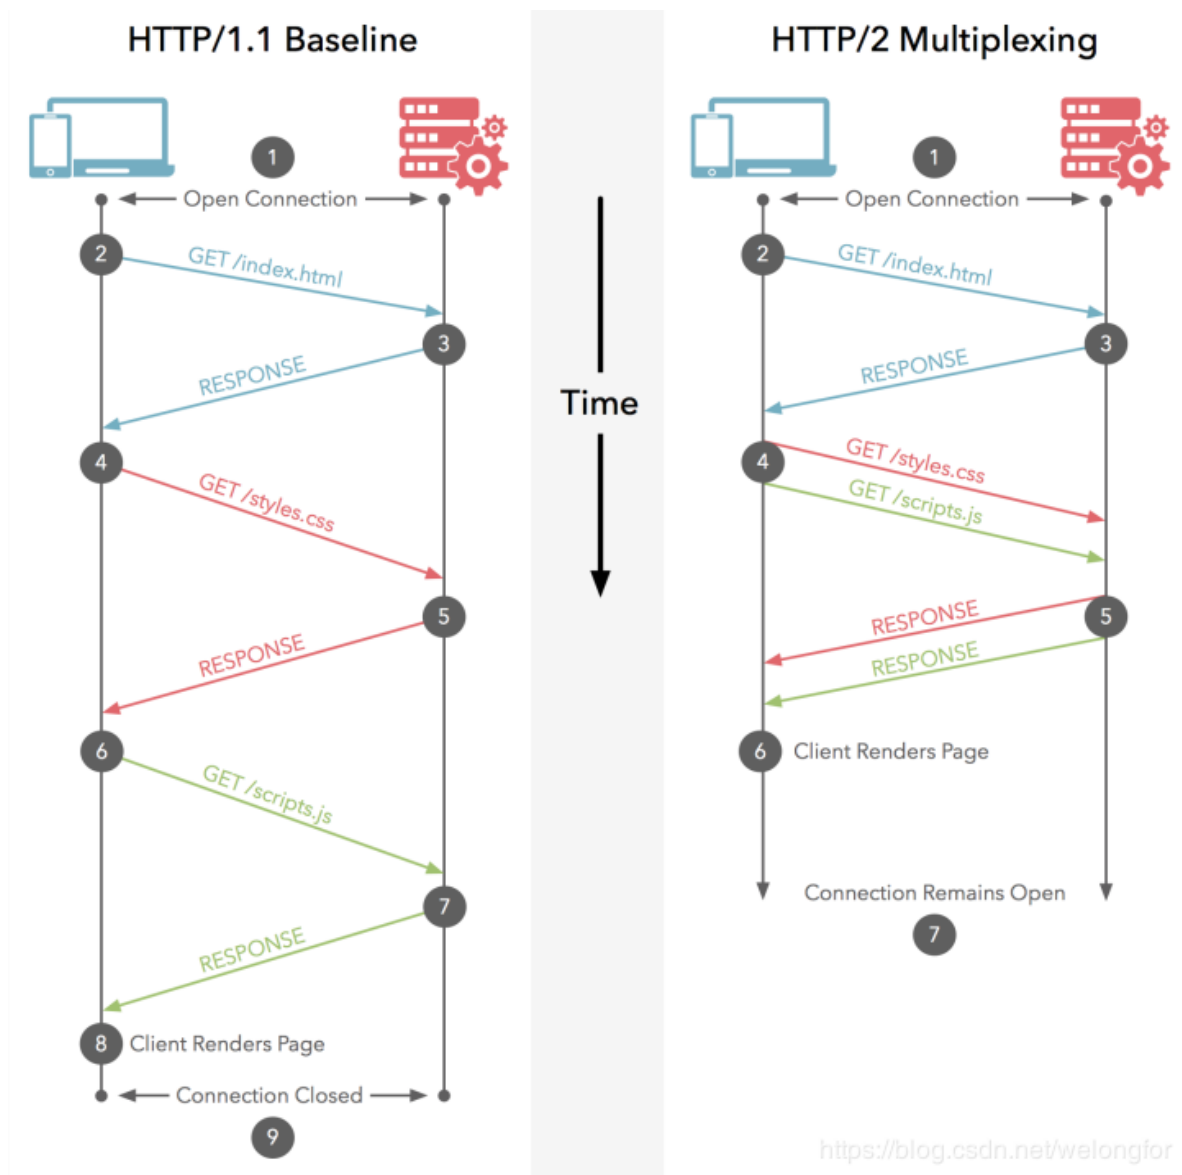 HTTP/1.1 Baseline
1
Open Connection
2
GET /index.html
3
RESPONSE
4
GET /styles.css
5
RESPONSE
6
GET /scripts.js
7
RESPONSE
8
Client Renders Page
Connection Closed
9
Time
HTTP/2 Multiplexing
1
Open Connection
2
GET /index.html
3
RESPONSE
4
GET /styles.css
GET /scripts.js
5
RESPONSE
RESPONSE
6
Client Renders Page
Connection Remains Open
7
https://blog.csdn.net/welongfor